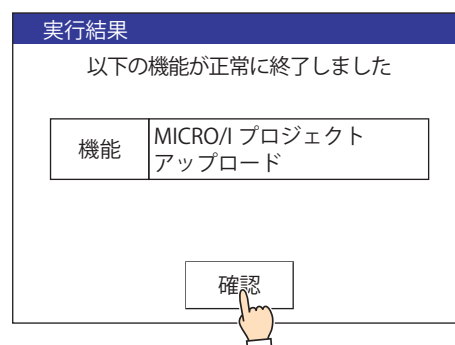 実行結果
以下の機能が正常に終了しました
機能
MICRO/I プロジェクト
アップロード
確認